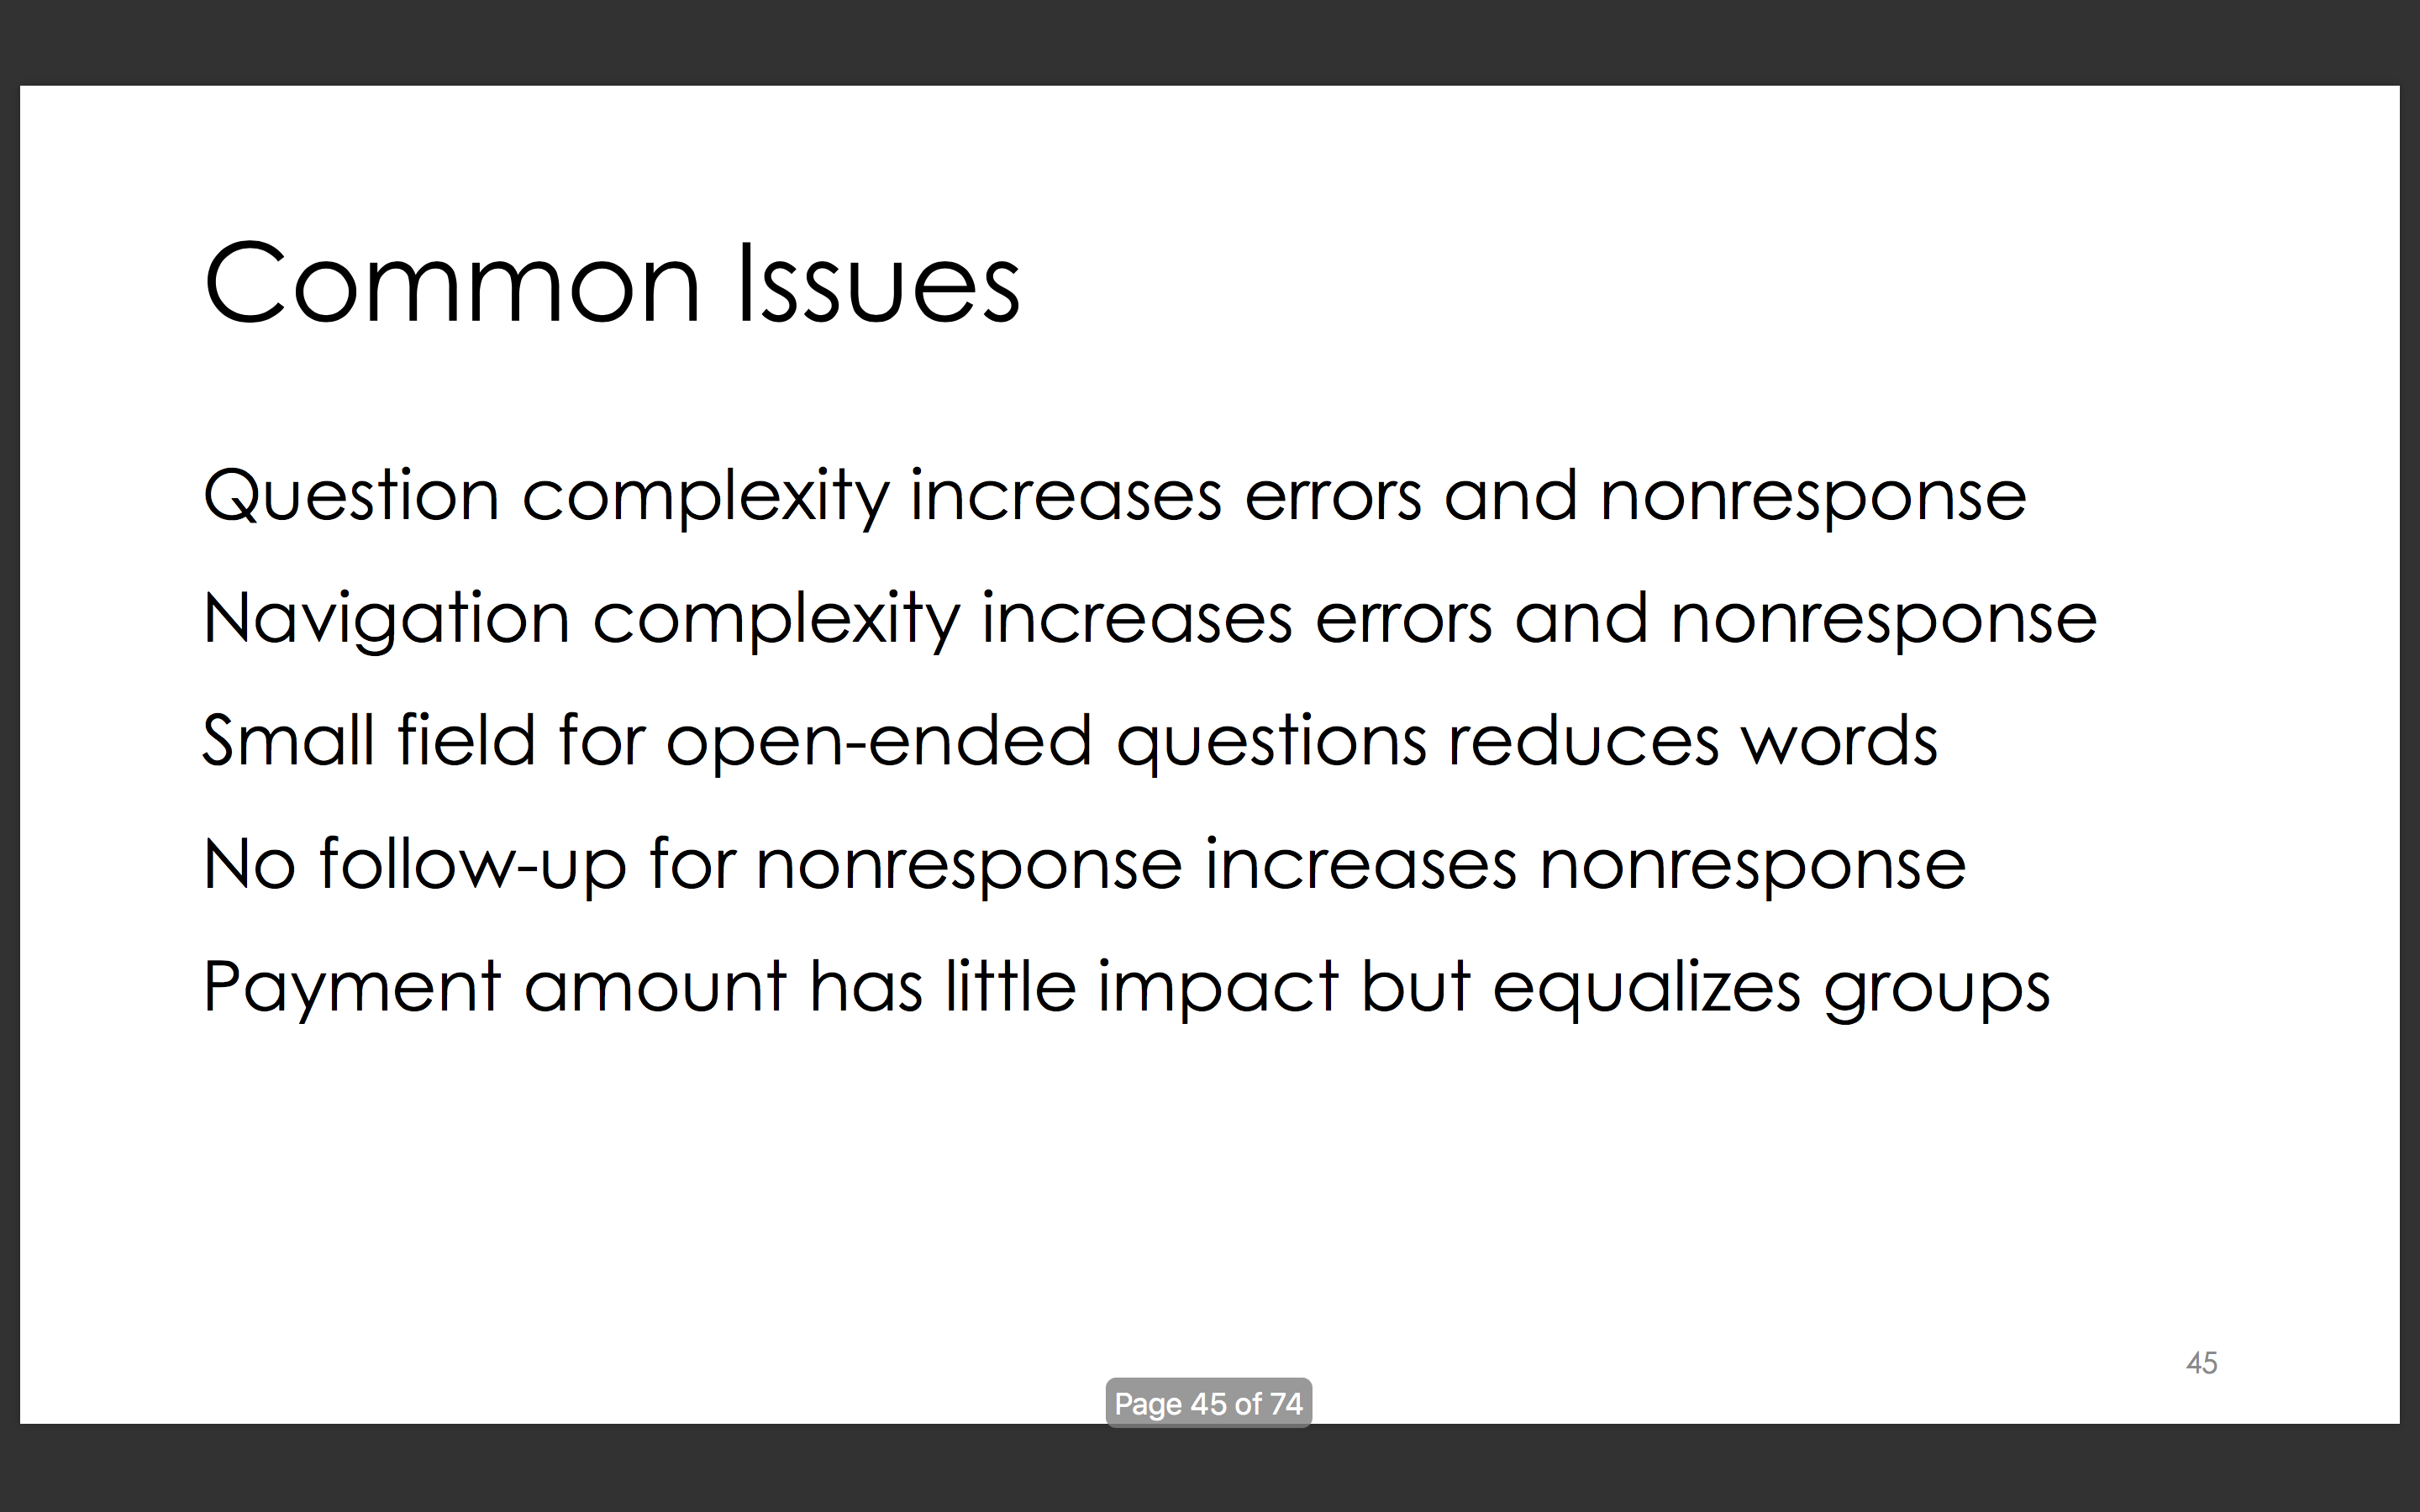 Common Issues
Question complexity increases errors and nonresponse
Navigation complexity increases errors and nonresponse
Small field for open-ended questions reduces words
No follow-up for nonresponse increases nonresponse
Payment amount has little impact but equalizes groups
45
Page 45 of 74